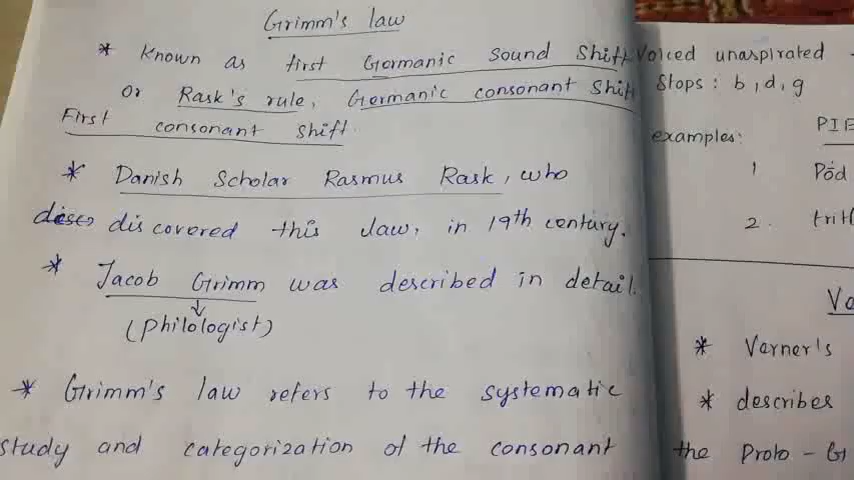 Grimm's law
* Known as first Germanic Sound Shift
or Rask's rule, Germanic consonant Shift
First consonant shift.
* Danish Scholar Rasmus Rask, who
discovered this law, in 19th century.
* Jacob Grimm was described in detail.
(Philologist)
* Grimm's law refers to the systematic
study and categorization of the consonant
Voiced unaspirated
Stops: b, d, g
examples: PIE
1 Pōd
2.
* Verner's
* describes
the Proto - G